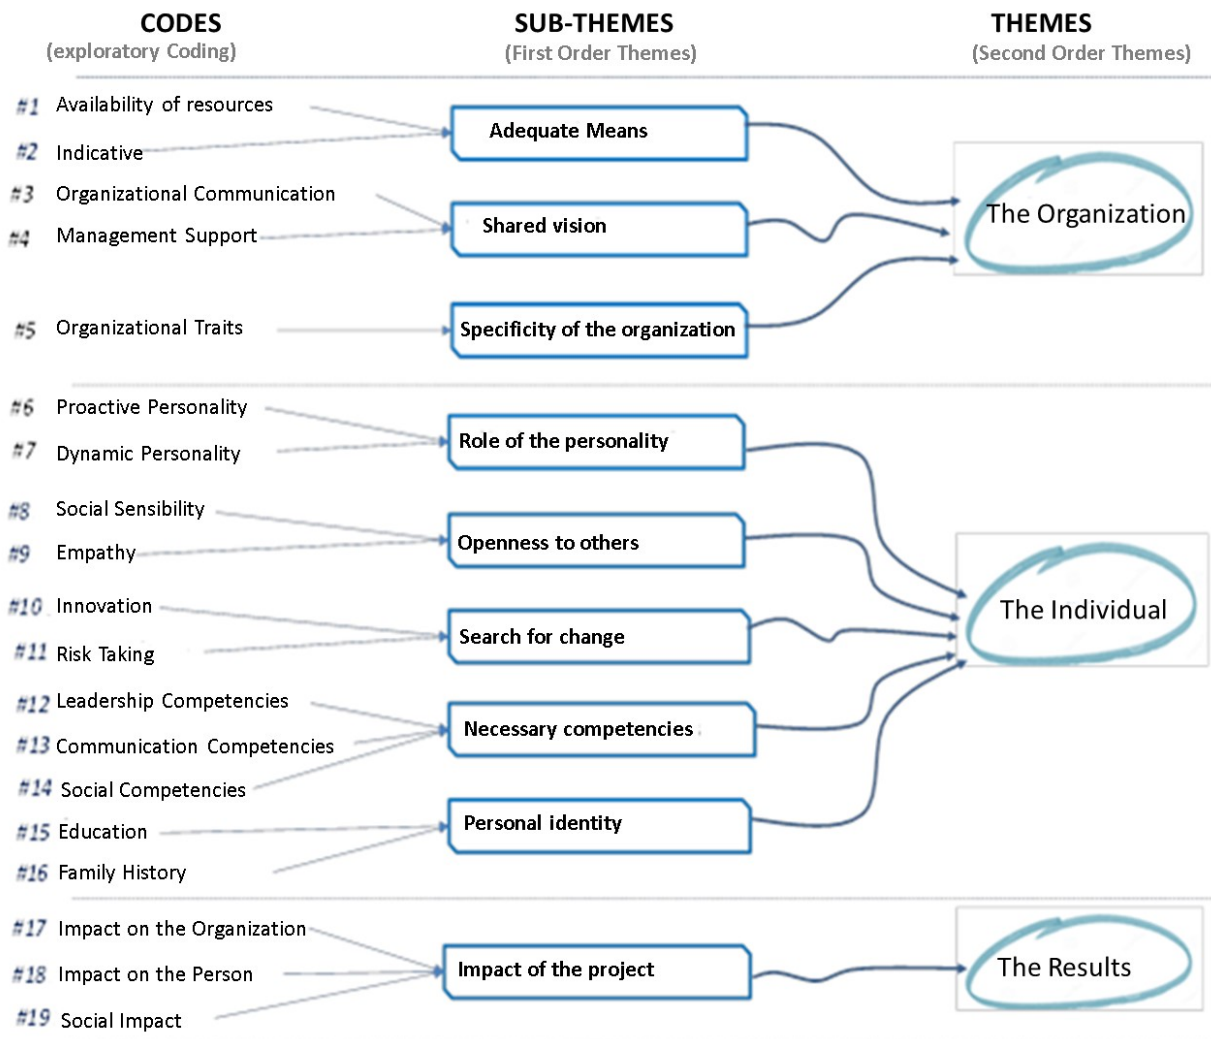 CODES SUB-THEMES THEMES
(exploratory Coding) (First Order Themes) (Second Order Themes)
#1 Availability of resources
Adequate Means
#2 Indicative
#3 Organizational Communication
The Organization
Shared vision
#4 Management Support
#5 Organizational Traits Specificity of the organization
#6 Proactive Personality
Role of the personality
#7 Dynamic Personality
#8 Social Sensibility
Openness to others
#9 Empathy
#10 Innovation
The Individual
Search for change
#11 Risk Taking
#12 Leadership Competencies
Necessary competencies
#13 Communication Competencies
#14 Social Competencies
Personal identity
#15 Education
#16 Family History
#17 Impact on the Organization
Impact of the project The Results
#18 Impact on the Person
#19 Social Impact